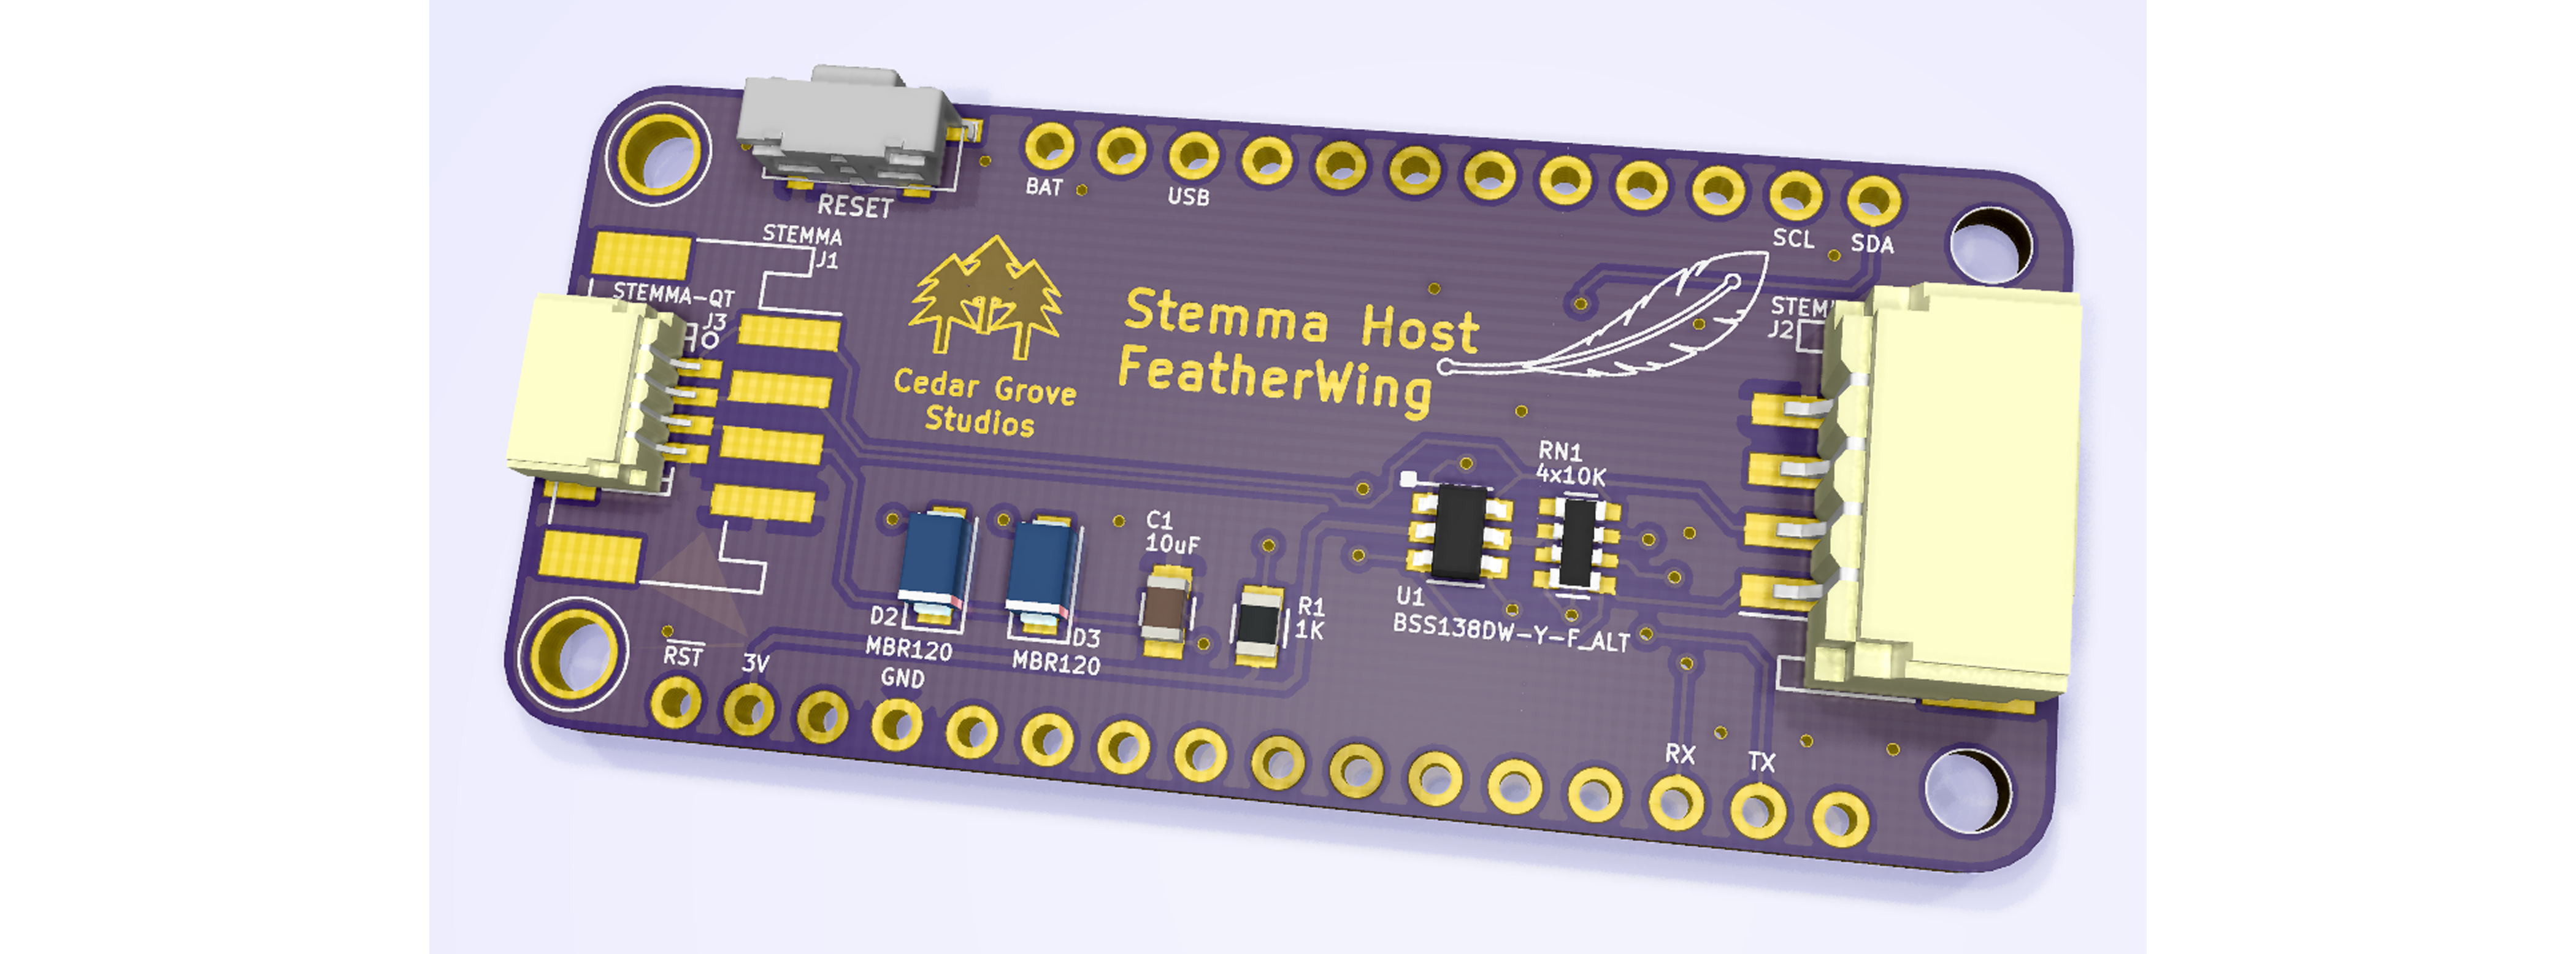 RESET
BAT
USB
SCL
SDA
STEMMA
J1
STEMMA-QT
J3
Cedar Grove
Studios
Stemma Host
FeatherWing
J2
RN1
4x10K
C1
10uF
D2
MBR120
D3
MBR120
R1
1K
U1
BSS138DW-Y-F_ALT
RST
3V
GND
RX
TX